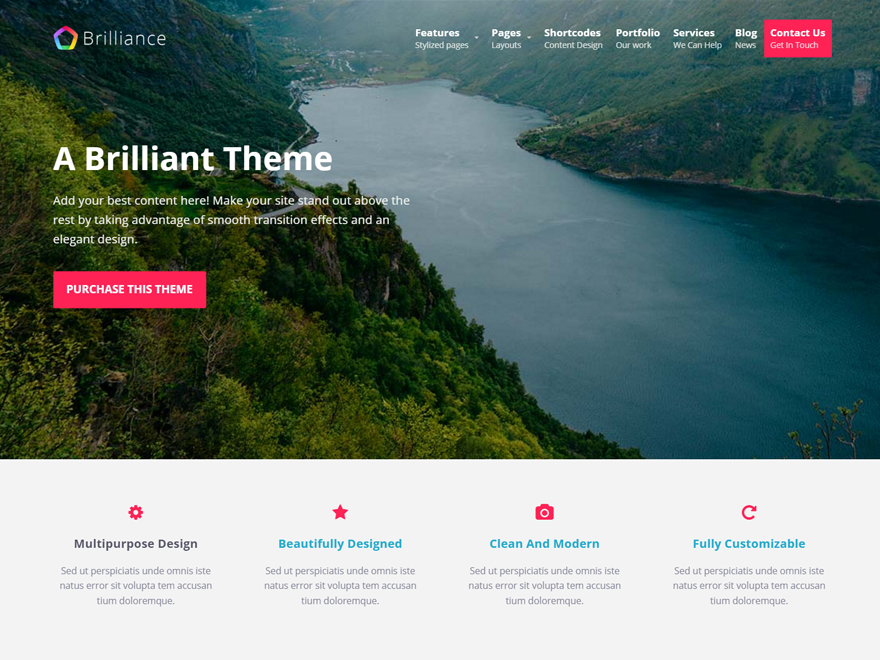 Brilliance
Features Pages Shortcodes Portfolio Services Blog Contact Us
Stylized pages Layouts Content Design Our work We Can Help News Get In Touch
A Brilliant Theme
Add your best content here! Make your site stand out above the
rest by taking advantage of smooth transition effects and an
elegant design.
PURCHASE THIS THEME
Multipurpose Design
Sed ut perspiciatis unde omnis iste
natus error sit volupta tem accusan
tium doloremque.
Beautifully Designed
Sed ut perspiciatis unde omnis iste
natus error sit volupta tem accusan
tium doloremque.
Clean And Modern
Sed ut perspiciatis unde omnis iste
natus error sit volupta tem accusan
tium doloremque.
Fully Customizable
Sed ut perspiciatis unde omnis iste
natus error sit volupta tem accusan
tium doloremque.